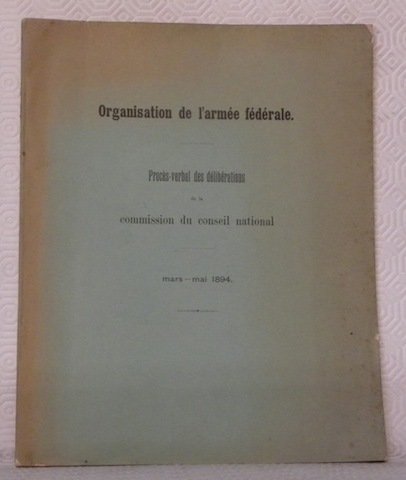 Organisation de l'armée fédérale.
Procès-verbal des délibérations
de la
commission du conseil national
mars—mai 1894.